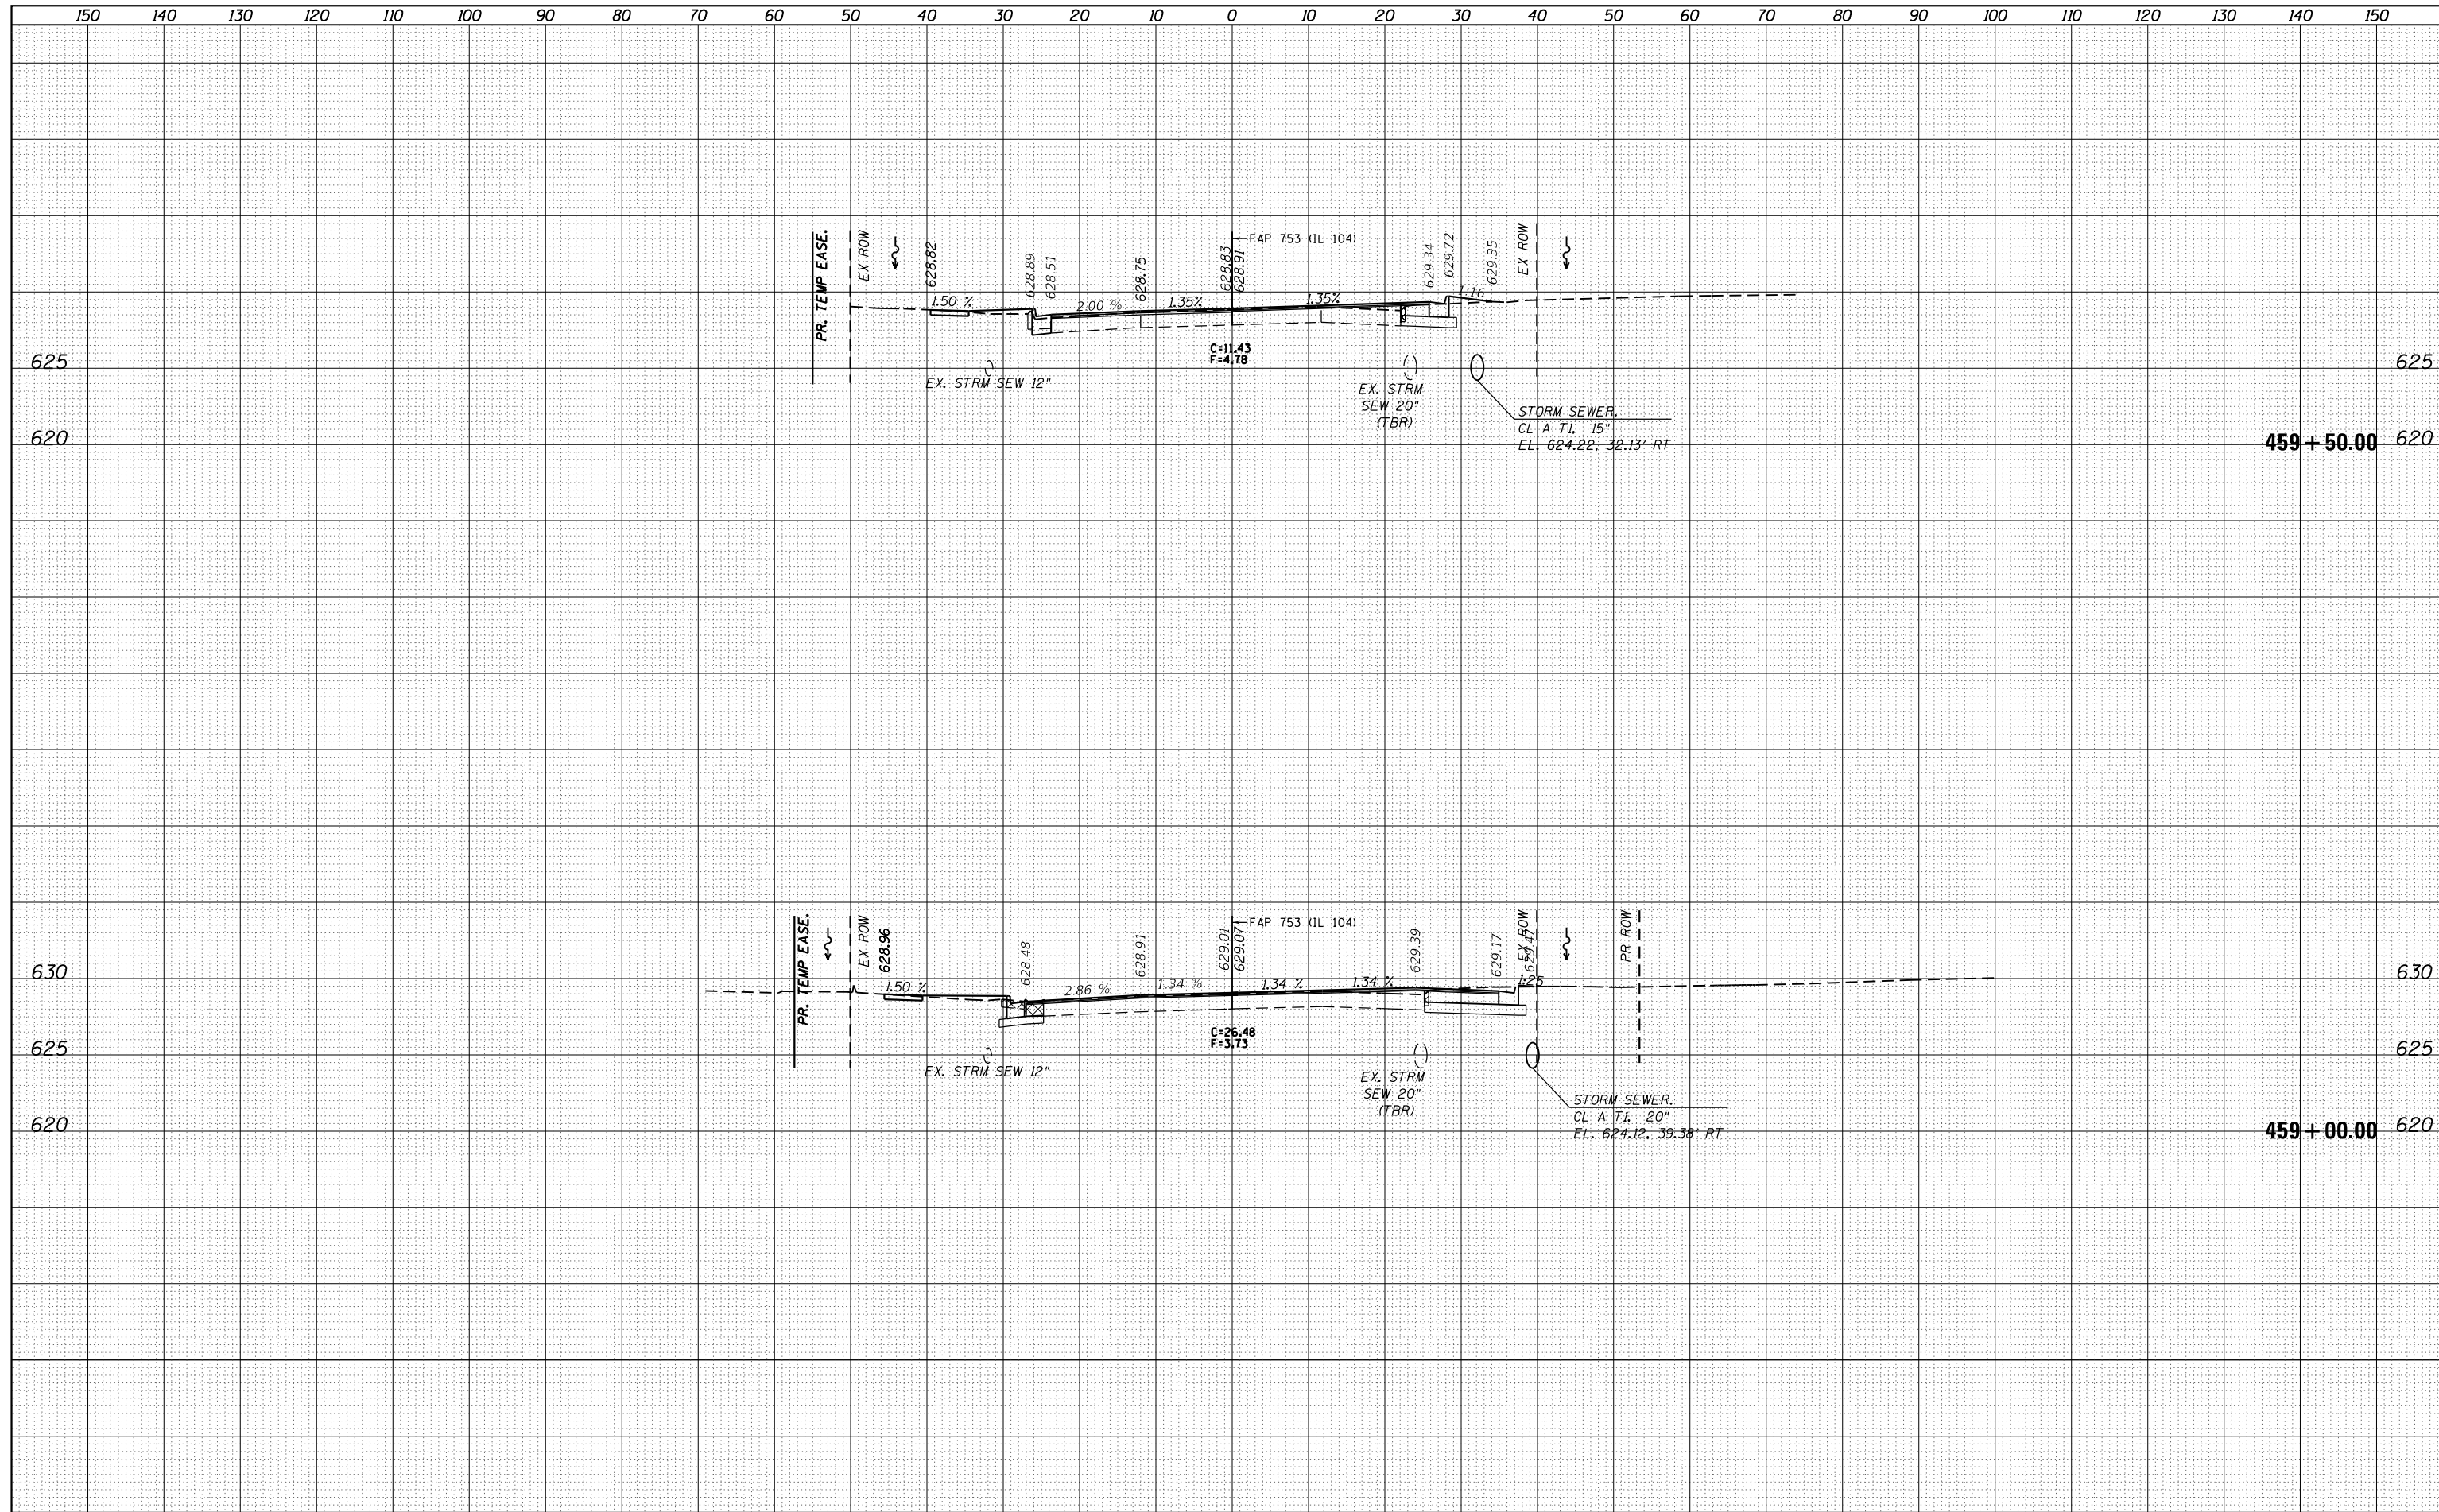 150 140 130 120 110 100 90 80 70 60 50 40 30 20 10 0 10 20 30 40 50 60 70 80 90 100 110 120 130 140 150
PR. TEMP EASE.
EX ROW
628.82
628.89
628.51
628.75
628.83
628.91
FAP 753 (IL 104)
629.34
629.72
629.35
EX ROW
1.50 %
2.00 %
1.35%
1.35%
1:16
C=11.43
F=4.78
625
625
EX. STRM SEW 12"
EX. STRM
SEW 20"
(TBR)
STORM SEWER,
CL A T1, 15"
EL. 624.22, 32.13' RT
620
459+50.00 620
PR. TEMP EASE.
EX ROW
628.96
628.48
628.91
629.01
629.07
FAP 753 (IL 104)
629.39
629.17
EX ROW
629.47
PR ROW
630
630
1.50 %
2.86 %
1.34 %
1.34 %
1.34 %
1:25
C=26.48
F=3.73
625
625
EX. STRM SEW 12"
EX. STRM
SEW 20"
(TBR)
STORM SEWER,
CL A T1, 20"
EL. 624.12, 39.38' RT
620
459+00.00 620